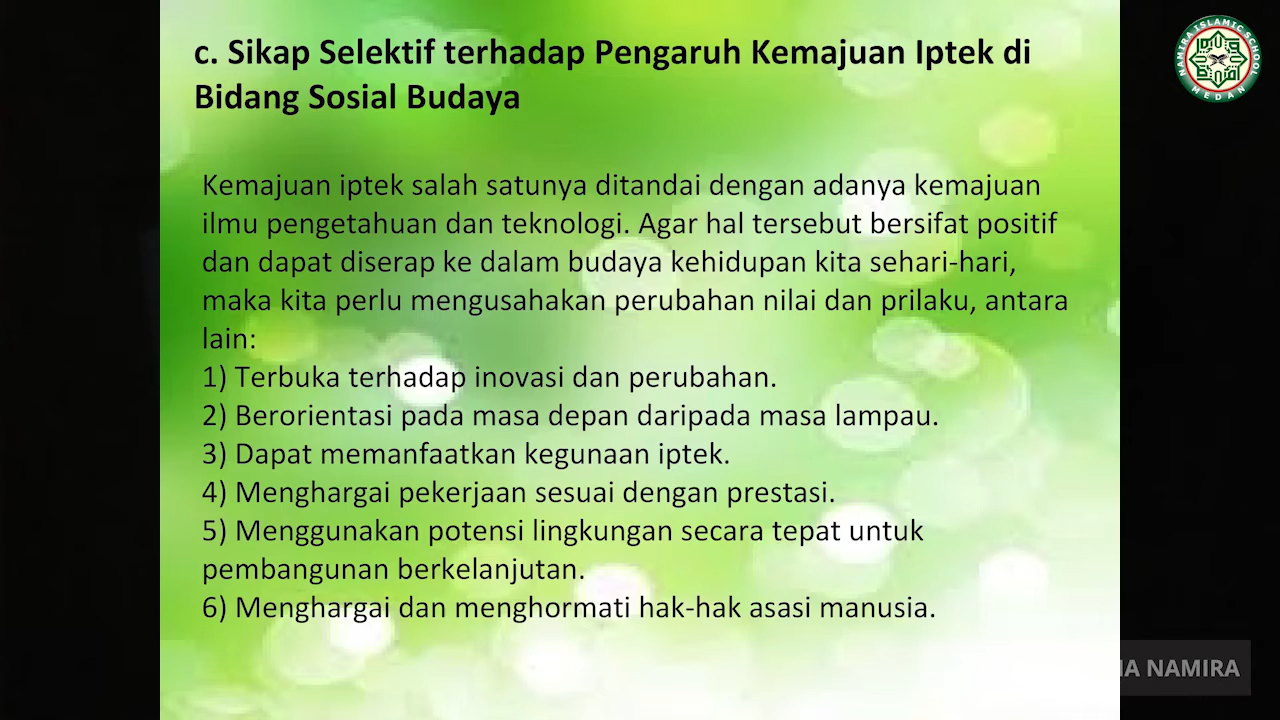 c. Sikap Selektif terhadap Pengaruh Kemajuan Iptek di
Bidang Sosial Budaya
Kemajuan iptek salah satunya ditandai dengan adanya kemajuan
ilmu pengetahuan dan teknologi. Agar hal tersebut bersifat positif
dan dapat diserap ke dalam budaya kehidupan kita sehari-hari,
maka kita perlu mengusahakan perubahan nilai dan prilaku, antara
lain:
1) Terbuka terhadap inovasi dan perubahan.
2) Berorientasi pada masa depan daripada masa lampau.
3) Dapat memanfaatkan kegunaan iptek.
4) Menghargai pekerjaan sesuai dengan prestasi.
5) Menggunakan potensi lingkungan secara tepat untuk
pembangunan berkelanjutan.
6) Menghargai dan menghormati hak-hak asasi manusia.
NAMIRA ISLAMIC SCHOOL
MEDAN
NAMIRA